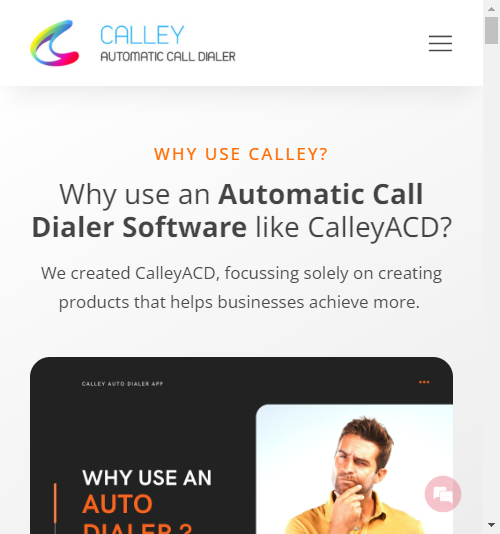 CALLEY
AUTOMATIC CALL DIALER
WHY USE CALLEY?
Why use an Automatic Call
Dialer Software like CalleyACD?
We created CalleyACD, focussing solely on creating
products that helps businesses achieve more.
CALLEY AUTO DIALER APP
WHY USE AN
AUTO
DIALER ?